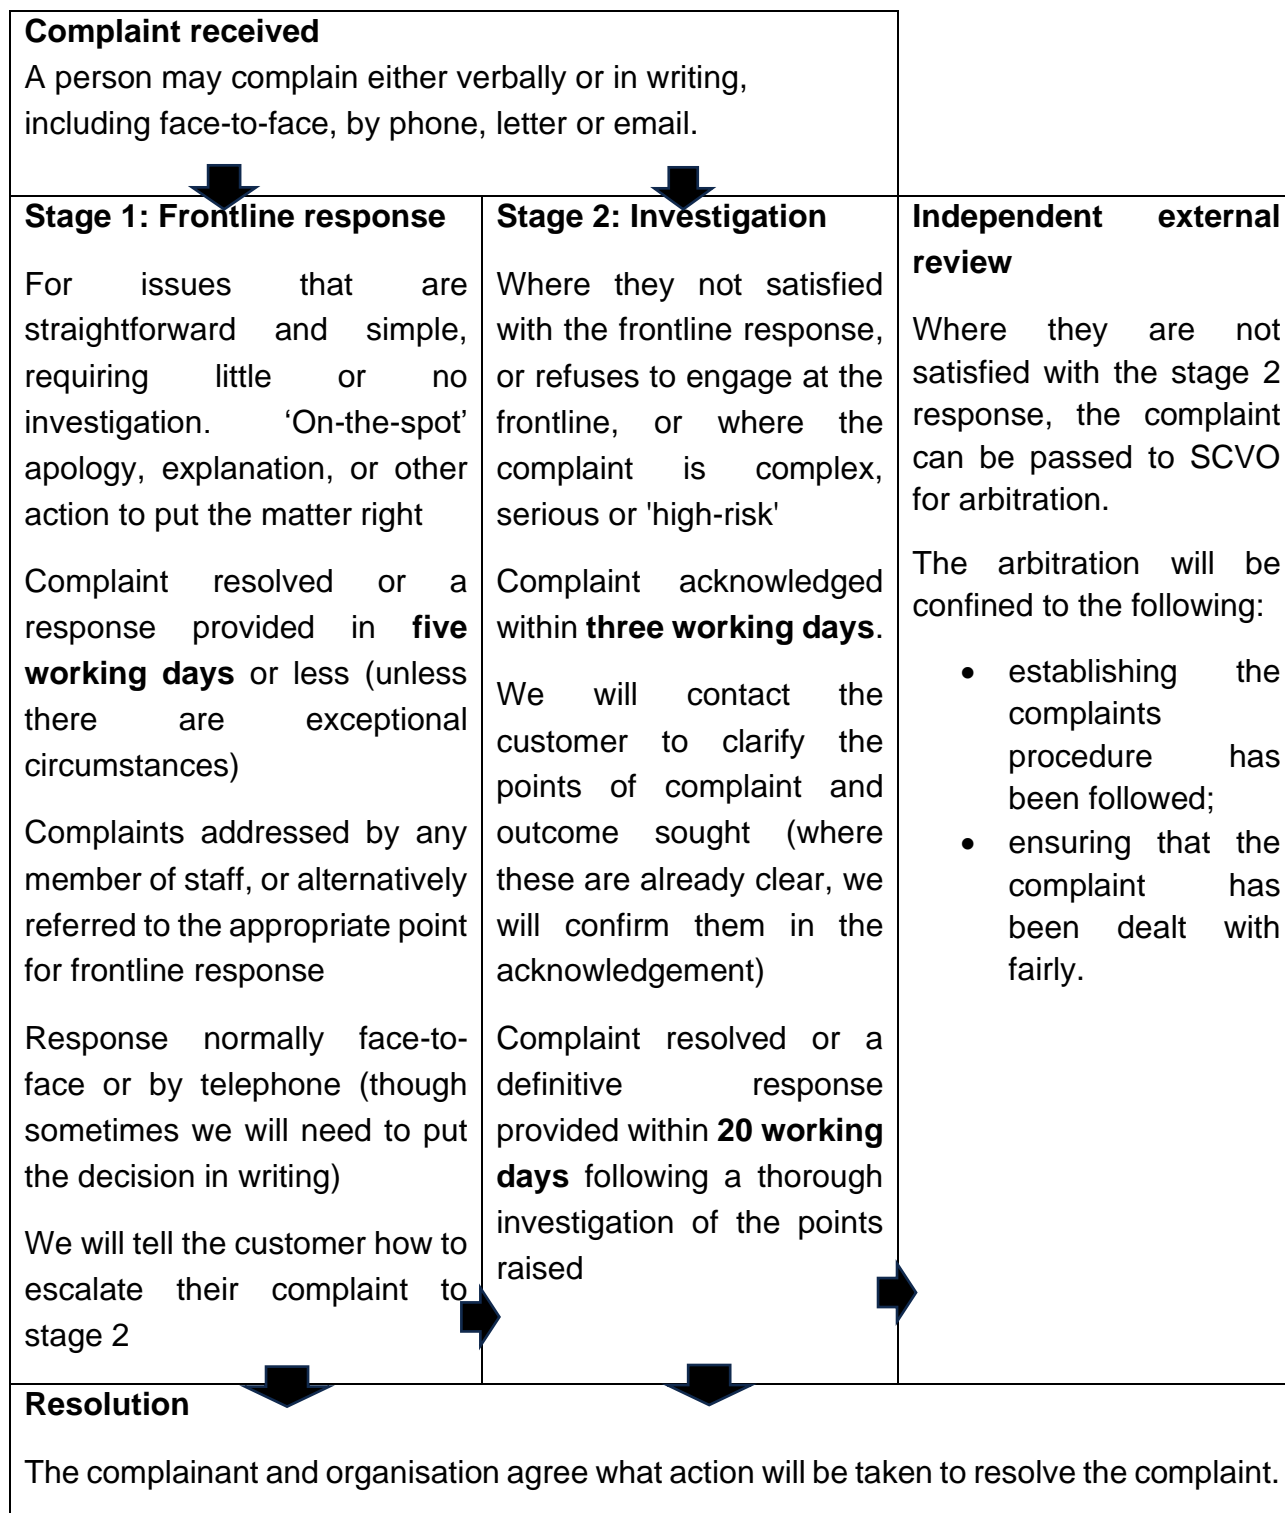 Complaint received
A person may complain either verbally or in writing,
including face-to-face, by phone, letter or email.
Stage 1: Frontline response
For issues that are
straightforward and simple,
requiring little or no
investigation. ‘On-the-spot’
apology, explanation, or other
action to put the matter right
Complaint resolved or a
response provided in five
working days or less (unless
there are exceptional
circumstances)
Complaints addressed by any
member of staff, or alternatively
referred to the appropriate point
for frontline response
Response normally face-to-
face or by telephone (though
sometimes we will need to put
the decision in writing)
We will tell the customer how to
escalate their complaint to
stage 2
Stage 2: Investigation
Where they not satisfied
with the frontline response,
or refuses to engage at the
frontline, or where the
complaint is complex,
serious or 'high-risk'
Complaint acknowledged
within three working days.
We will contact the
customer to clarify the
points of complaint and
outcome sought (where
these are already clear, we
will confirm them in the
acknowledgement)
Complaint resolved or a
definitive response
provided within 20 working
days following a thorough
investigation of the points
raised
Independent external
review
Where they are not
satisfied with the stage 2
response, the complaint
can be passed to SCVO
for arbitration.
The arbitration will be
confined to the following:
• establishing the
complaints
procedure has
been followed;
• ensuring that the
complaint has
been dealt with
fairly.
Resolution
The complainant and organisation agree what action will be taken to resolve the complaint.